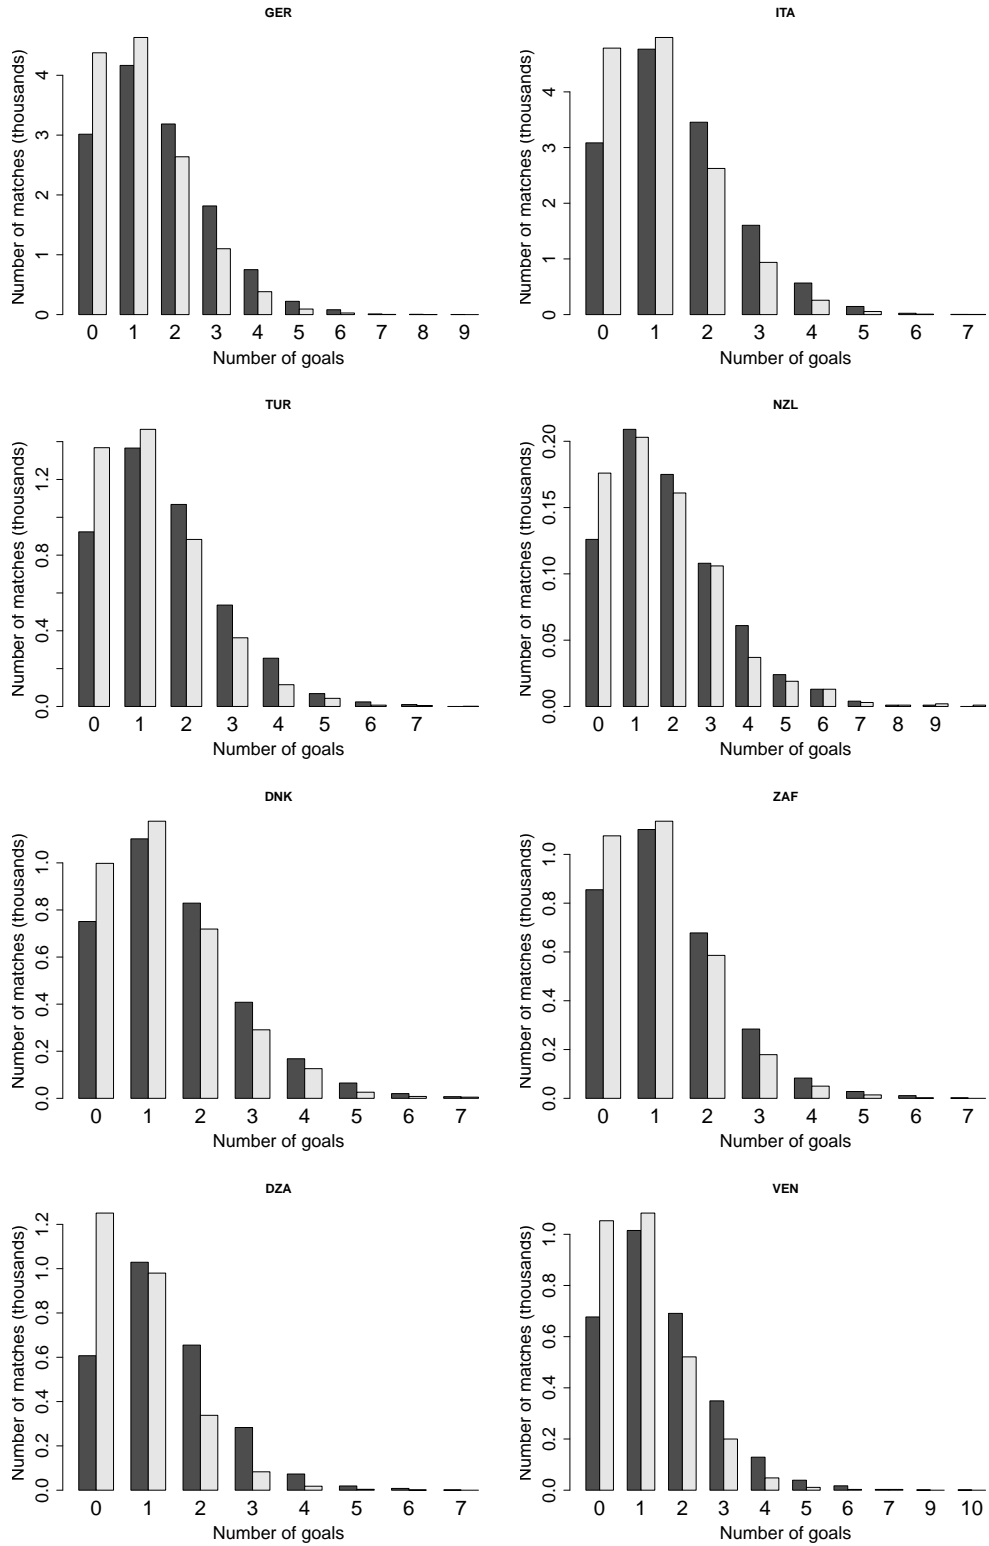 GER
Number of matches (thousands)
0 1 2 3 4
0 1 2 3 4 5 6 7 8 9
Number of goals
ITA
Number of matches (thousands)
0 1 2 3 4
0 1 2 3 4 5 6 7
Number of goals
TUR
Number of matches (thousands)
0.0 0.4 0.8 1.2
0 1 2 3 4 5 6 7
Number of goals
NZL
Number of matches (thousands)
0.00 0.05 0.10 0.15 0.20
0 1 2 3 4 5 6 7 8 9
Number of goals
DNK
Number of matches (thousands)
0.0 0.2 0.4 0.6 0.8 1.0
0 1 2 3 4 5 6 7
Number of goals
ZAF
Number of matches (thousands)
0.0 0.2 0.4 0.6 0.8 1.0
0 1 2 3 4 5 6 7
Number of goals
DZA
Number of matches (thousands)
0.0 0.2 0.4 0.6 0.8 1.0 1.2
0 1 2 3 4 5 6 7
Number of goals
VEN
Number of matches (thousands)
0.0 0.2 0.4 0.6 0.8 1.0
0 1 2 3 4 5 6 7 9 10
Number of goals